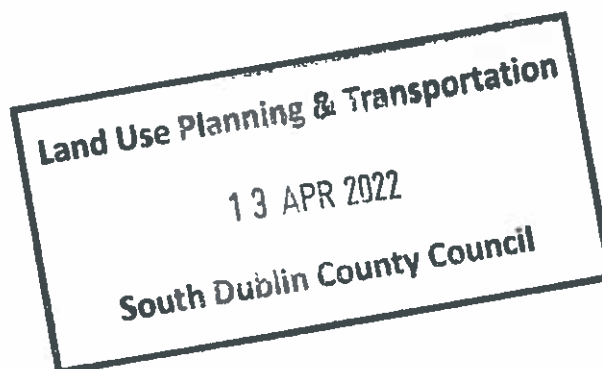 Land Use Planning & Transportation
13 APR 2022
South Dublin County Council